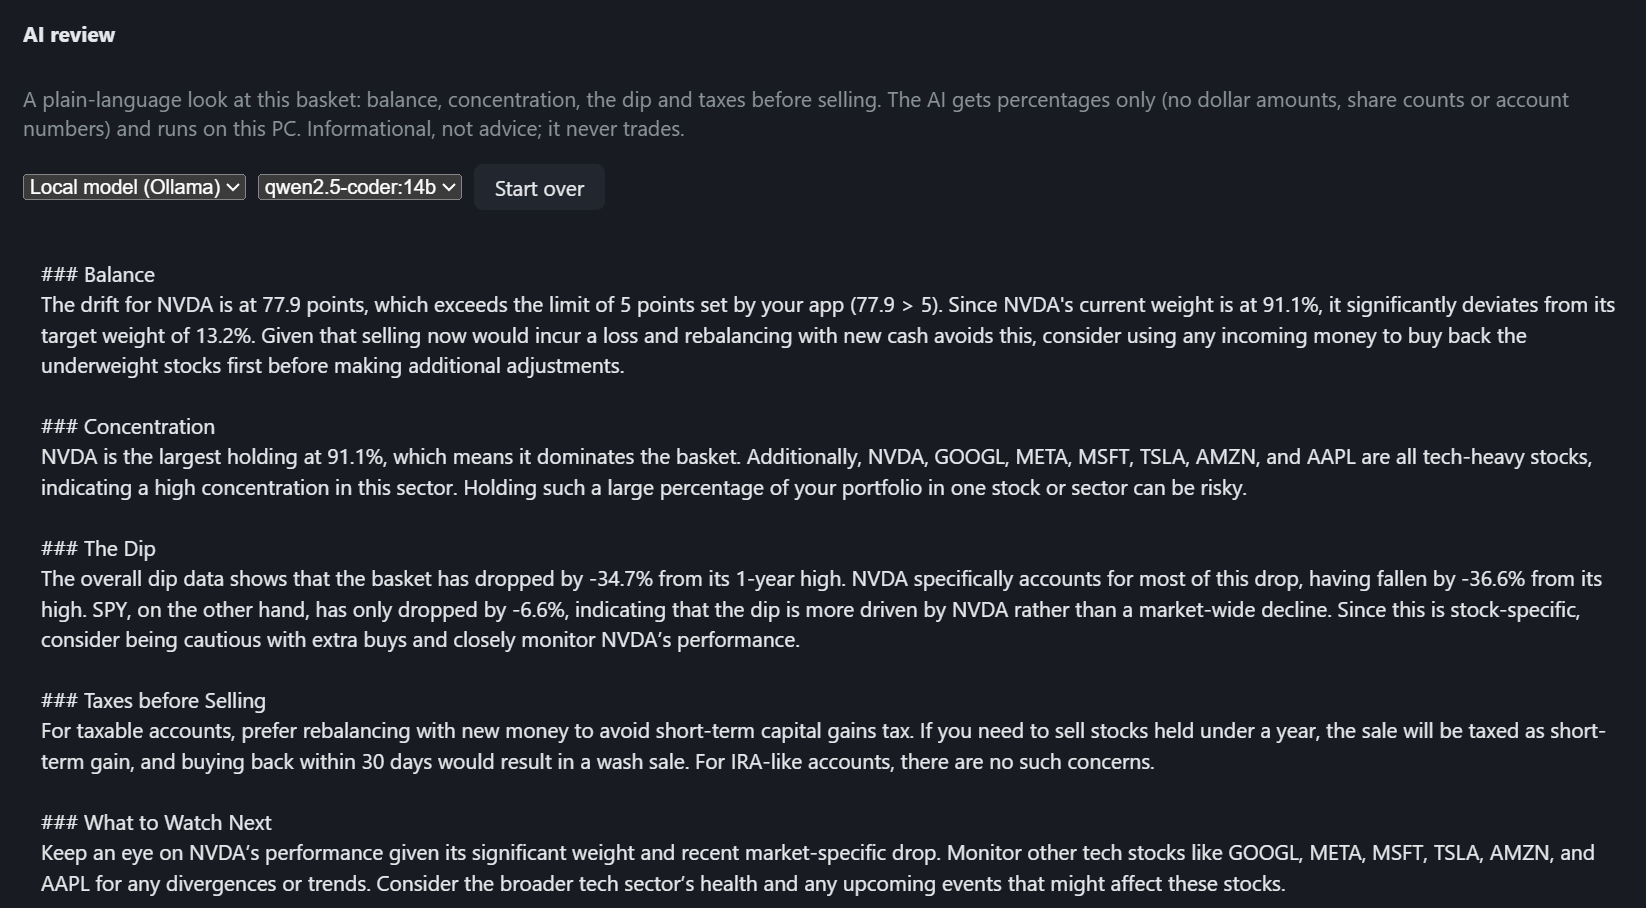 AI review
A plain-language look at this basket: balance, concentration, the dip and taxes before selling. The AI gets percentages only (no dollar amounts, share counts or account
numbers) and runs on this PC. Informational, not advice; it never trades.
Local model (Ollama) qwen2.5-coder:14b Start over
### Balance
The drift for NVDA is at 77.9 points, which exceeds the limit of 5 points set by your app (77.9 > 5). Since NVDA's current weight is at 91.1%, it significantly deviates from its
target weight of 13.2%. Given that selling now would incur a loss and rebalancing with new cash avoids this, consider using any incoming money to buy back the
underweight stocks first before making additional adjustments.
### Concentration
NVDA is the largest holding at 91.1%, which means it dominates the basket. Additionally, NVDA, GOOGL, META, MSFT, TSLA, AMZN, and AAPL are all tech-heavy stocks,
indicating a high concentration in this sector. Holding such a large percentage of your portfolio in one stock or sector can be risky.
### The Dip
The overall dip data shows that the basket has dropped by -34.7% from its 1-year high. NVDA specifically accounts for most of this drop, having fallen by -36.6% from its
high. SPY, on the other hand, has only dropped by -6.6%, indicating that the dip is more driven by NVDA rather than a market-wide decline. Since this is stock-specific,
consider being cautious with extra buys and closely monitor NVDA’s performance.
### Taxes before Selling
For taxable accounts, prefer rebalancing with new money to avoid short-term capital gains tax. If you need to sell stocks held under a year, the sale will be taxed as short-
term gain, and buying back within 30 days would result in a wash sale. For IRA-like accounts, there are no such concerns.
### What to Watch Next
Keep an eye on NVDA’s performance given its significant weight and recent market-specific drop. Monitor other tech stocks like GOOGL, META, MSFT, TSLA, AMZN, and
AAPL for any divergences or trends. Consider the broader tech sector’s health and any upcoming events that might affect these stocks.